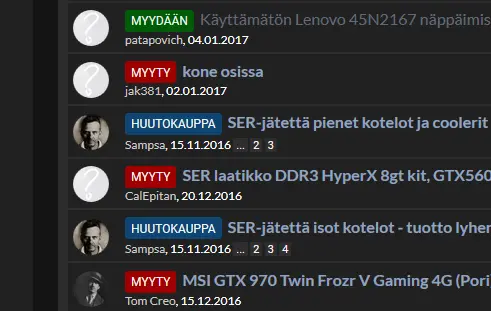 MYYDÄÄN Käyttämätön Lenovo 45N2167 näppäimis
patapovich, 04.01.2017
MYYTY kone osissa
jak381, 02.01.2017
HUUTOKAUPPA SER-jätettä pienet kotelot ja coolerit
Sampsa, 15.11.2016 ... 2 3
MYYTY SER laatikko DDR3 HyperX 8gt kit, GTX560
CalEpitan, 20.12.2016
HUUTOKAUPPA SER-jätettä isot kotelot - tuotto lyher
Sampsa, 15.11.2016 ... 2 3 4
MYYTY MSI GTX 970 Twin Frozr V Gaming 4G (Pori)
Tom Creo, 15.12.2016